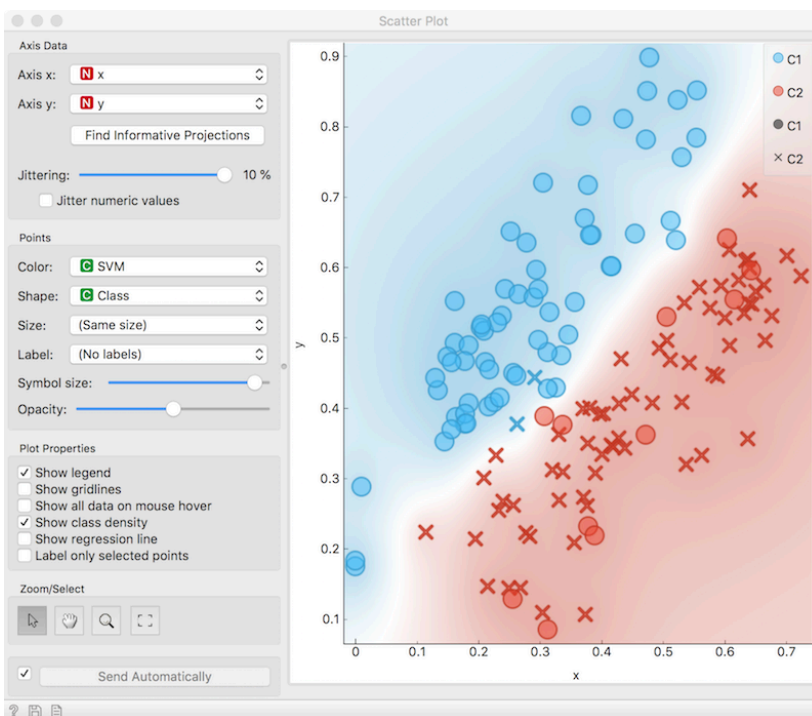 Scatter Plot
Axis Data
Axis x: N x
Axis y: N y
Find Informative Projections
Jittering: 10 %
Jitter numeric values
Points
Color: C SVM
Shape: C Class
Size: (Same size)
Label: (No labels)
Symbol size:
Opacity:
Plot Properties
Show legend
Show gridlines
Show all data on mouse hover
Show class density
Show regression line
Label only selected points
Zoom/Select
Send Automatically
?
0.9
0.8
0.7
0.6
0.5
0.4
0.3
0.2
0.1
y
0 0.1 0.2 0.3 0.4 0.5 0.6 0.7
x
C1
C2
C1
C2